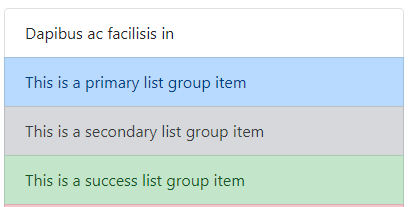 Dapibus ac facilisis in
This is a primary list group item
This is a secondary list group item
This is a success list group item